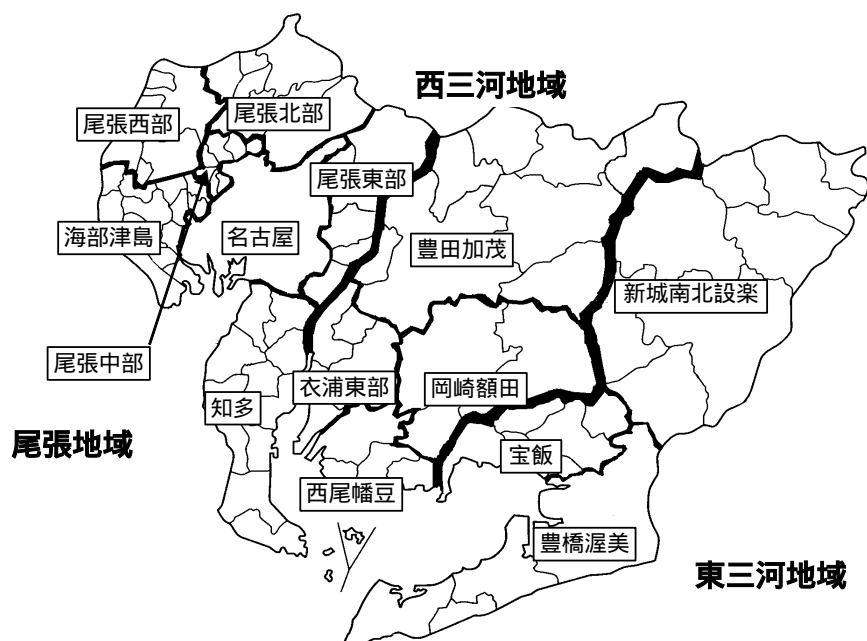 西三河地域
尾張西部
尾張北部
尾張東部
海部津島
名古屋
豊田加茂
新城南北設楽
尾張中部
知多
衣浦東部
岡崎額田
尾張地域
宝飯
西尾幡豆
豊橋渥美
東三河地域